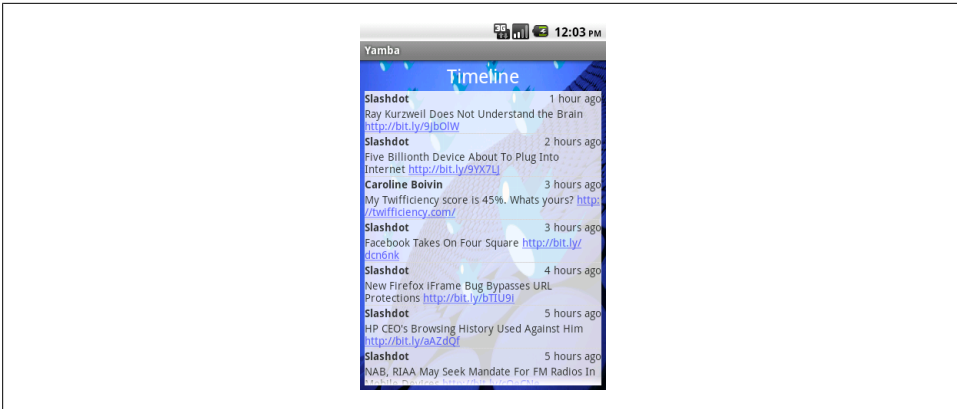 3G
12:03 PM
Yamba
Timeline
Slashdot 1 hour ago
Ray Kurzweil Does Not Understand the Brain
http://bit.ly/9JbOlW
Slashdot 2 hours ago
Five Billionth Device About To Plug Into
Internet http://bit.ly/9YX7LJ
Caroline Boivin 3 hours ago
My Twifficiency score is 45%. Whats yours? http:
//twifficiency.com/
Slashdot 3 hours ago
Facebook Takes On Four Square http://bit.ly/
dcn6nk
Slashdot 4 hours ago
New Firefox iFrame Bug Bypasses URL
Protections http://bit.ly/bTIU9i
Slashdot 5 hours ago
HP CEO's Browsing History Used Against Him
http://bit.ly/aAZdQf
Slashdot 5 hours ago
NAB, RIAA May Seek Mandate For FM Radios In
Mobile Devices